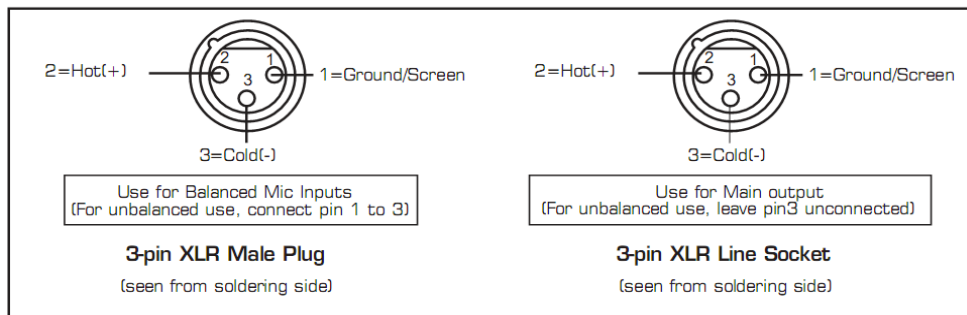 2 1
2=Hot(+) 3 1=Ground/Screen
3=Cold(-)
Use for Balanced Mic Inputs
(For unbalanced use, connect pin 1 to 3)
3-pin XLR Male Plug
(seen from soldering side)
2 1
2=Hot(+) 3 1=Ground/Screen
3=Cold(-)
Use for Main output
(For unbalanced use, leave pin3 unconnected)
3-pin XLR Line Socket
(seen from soldering side)